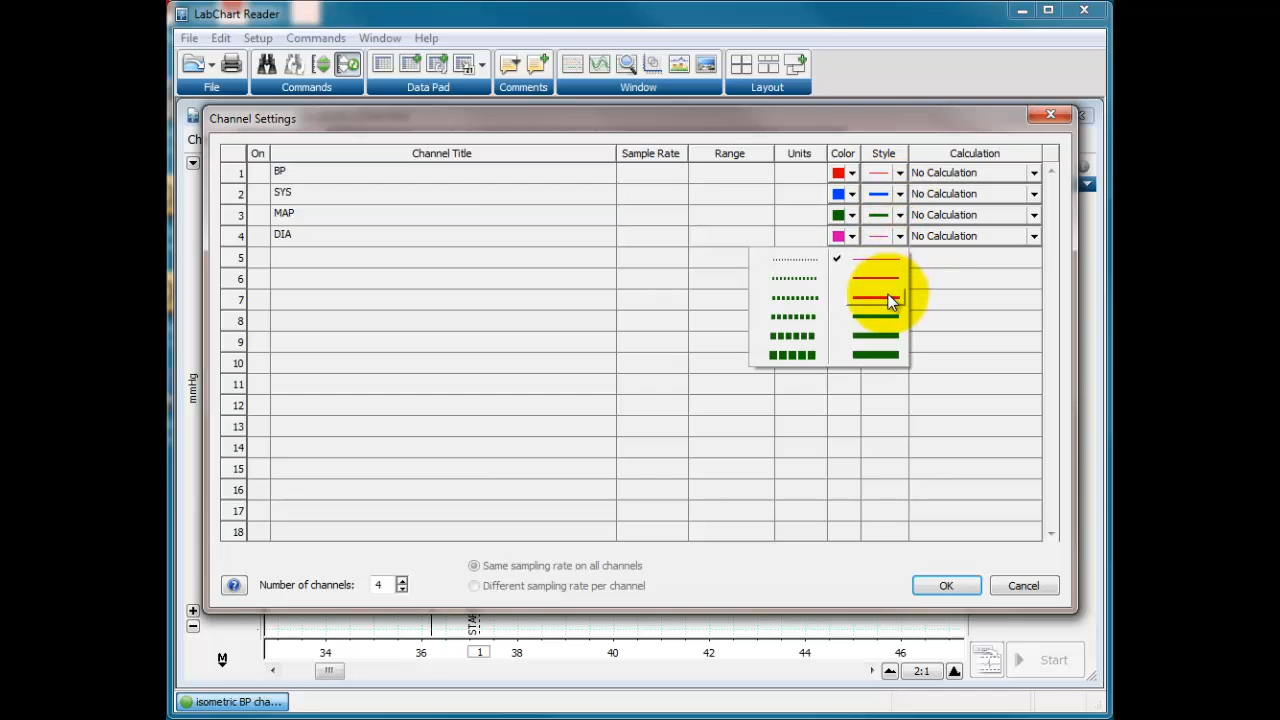 LabChart Reader
File Edit Setup Commands Window Help
File Commands Data Pad Comments Window Layout
Ch
Channel Settings
On Channel Title Sample Rate Range Units Color Style Calculation
1 BP No Calculation
2 SYS No Calculation
3 MAP No Calculation
4 DIA No Calculation
5
6
7
8
9
10
11
12
13
14
15
16
17
18
mmHg
Same sampling rate on all channels
Number of channels: 4 Different sampling rate per channel OK Cancel
34 36 1 38 40 42 44 46
M
2:1 Start
isometric BP cha...